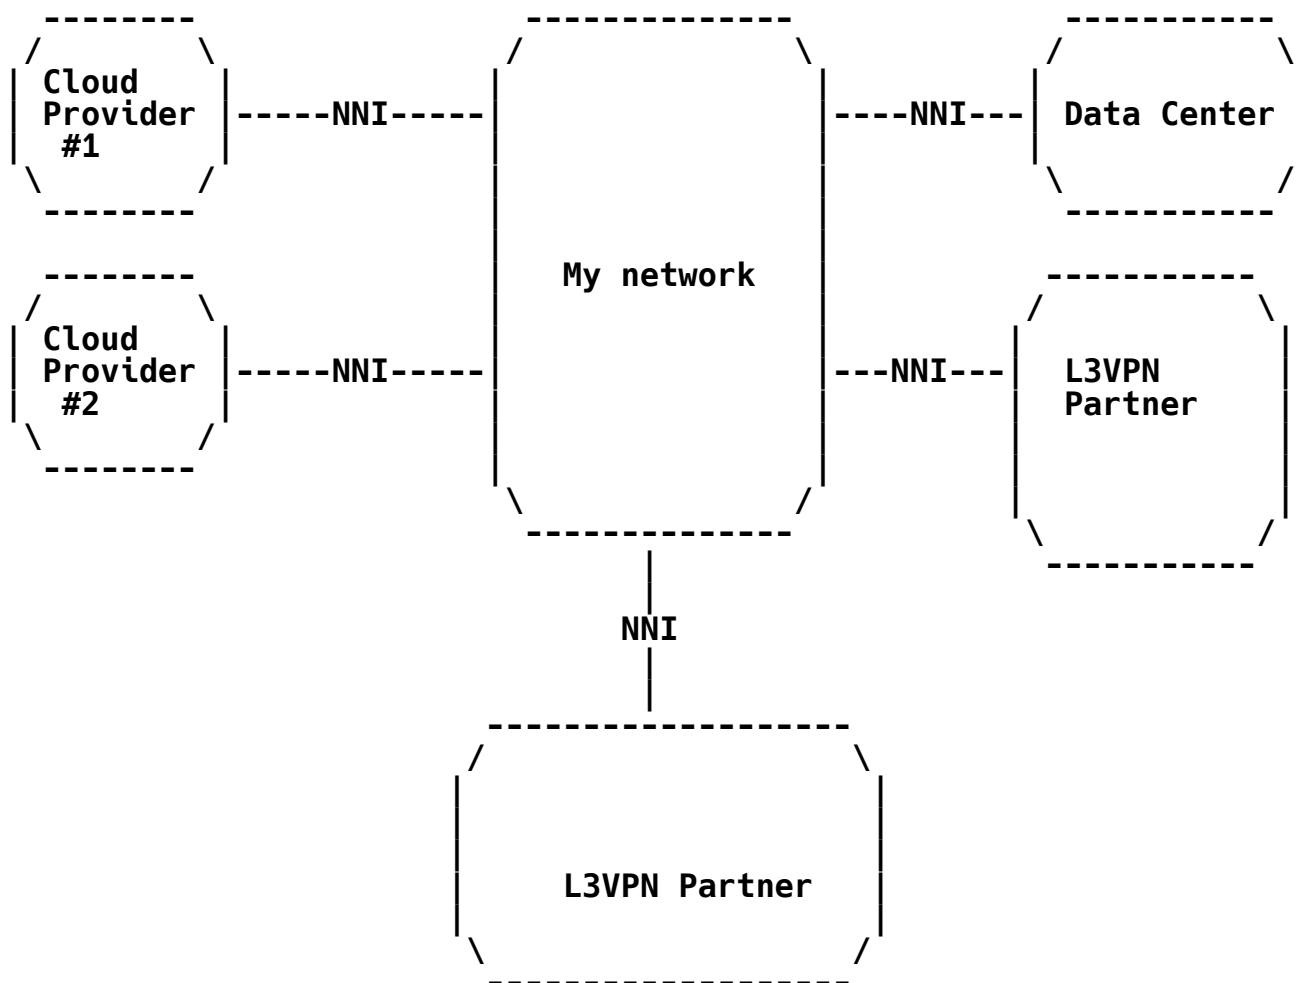 Cloud
Provider
#1
-----NNI-----
My network
----NNI---
Data Center
Cloud
Provider
#2
-----NNI-----
---NNI---
L3VPN
Partner
NNI
L3VPN Partner